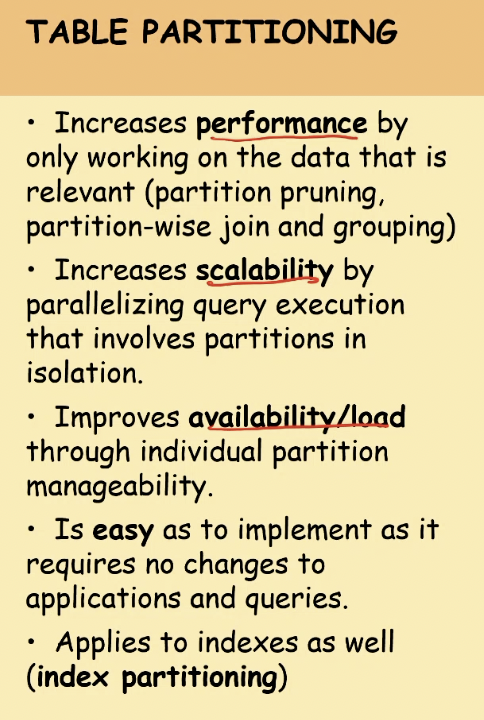 TABLE PARTITIONING
• Increases performance by
only working on the data that is
relevant (partition pruning,
partition-wise join and grouping)
• Increases scalability by
parallelizing query execution
that involves partitions in
isolation.
• Improves availability/load
through individual partition
manageability.
• Is easy as to implement as it
requires no changes to
applications and queries.
• Applies to indexes as well
(index partitioning)